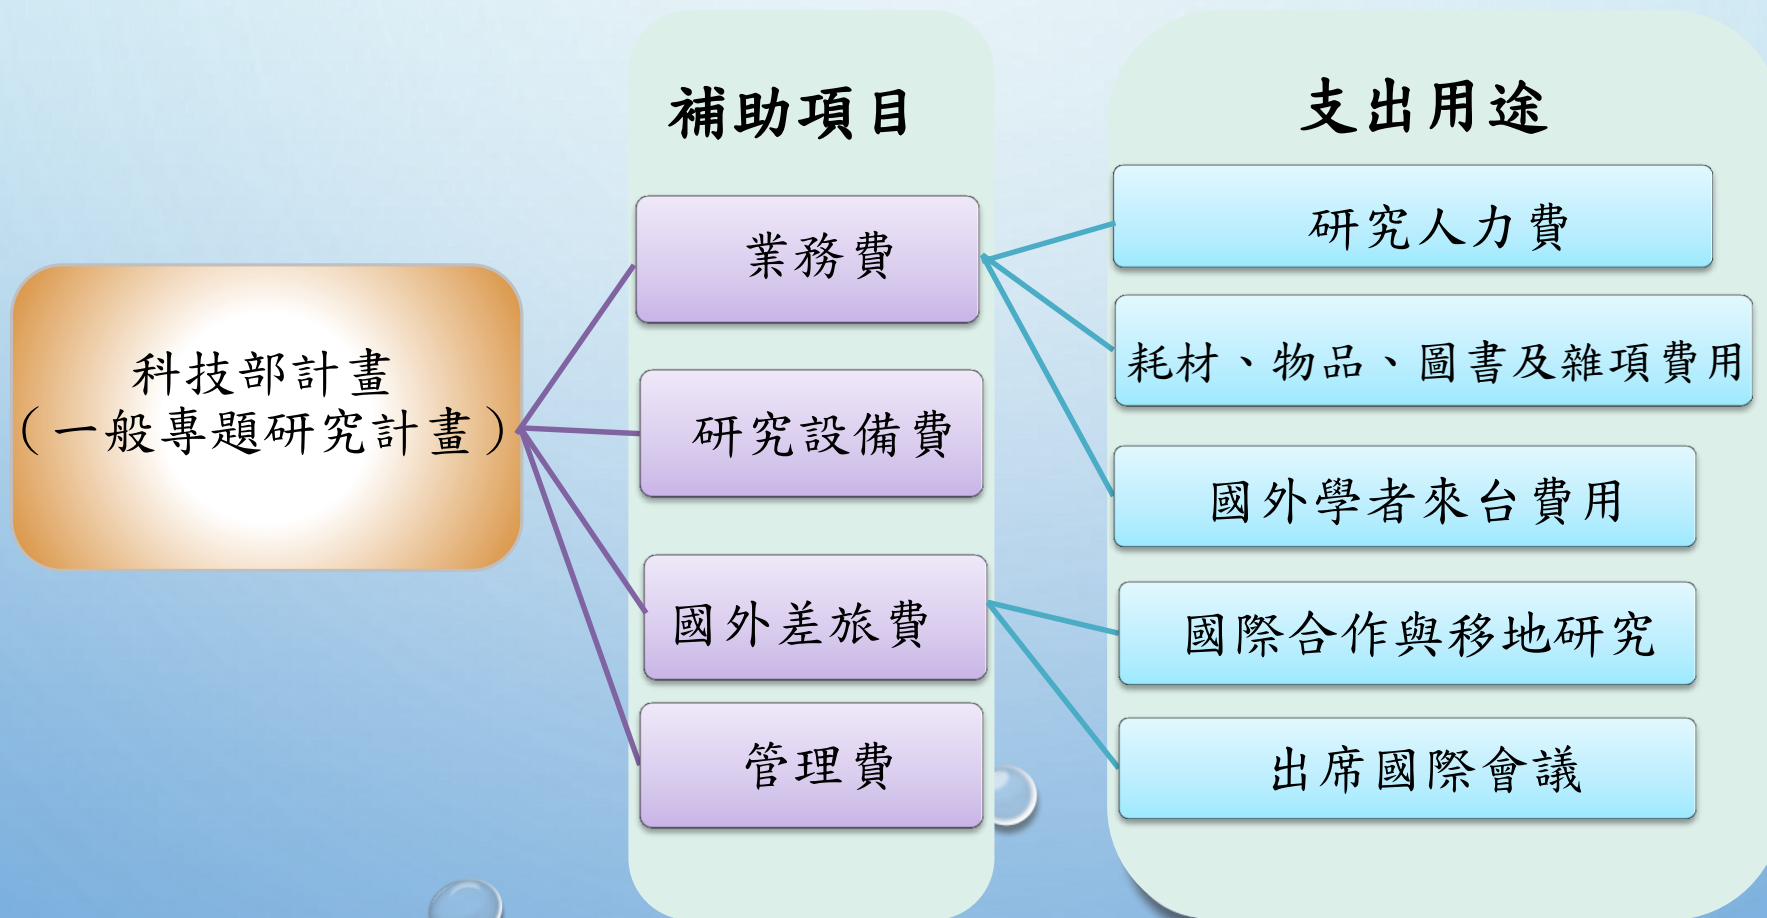 科技部計畫
（一般專題研究計畫）
補助項目
業務費
研究設備費
國外差旅費
管理費
支出用途
研究人力費
耗材、物品、圖書及雜項費用
國外學者來台費用
國際合作與移地研究
出席國際會議